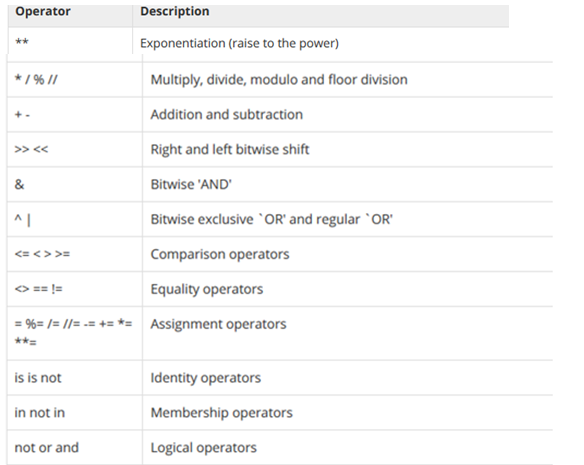 Operator Description
** Exponentiation (raise to the power)
* / % // Multiply, divide, modulo and floor division
+ - Addition and subtraction
>> << Right and left bitwise shift
& Bitwise 'AND'
^ | Bitwise exclusive `OR' and regular `OR'
<= < > >= Comparison operators
<> == != Equality operators
= %= /= //= -= += *= Assignment operators
**=
is is not Identity operators
in not in Membership operators
not or and Logical operators